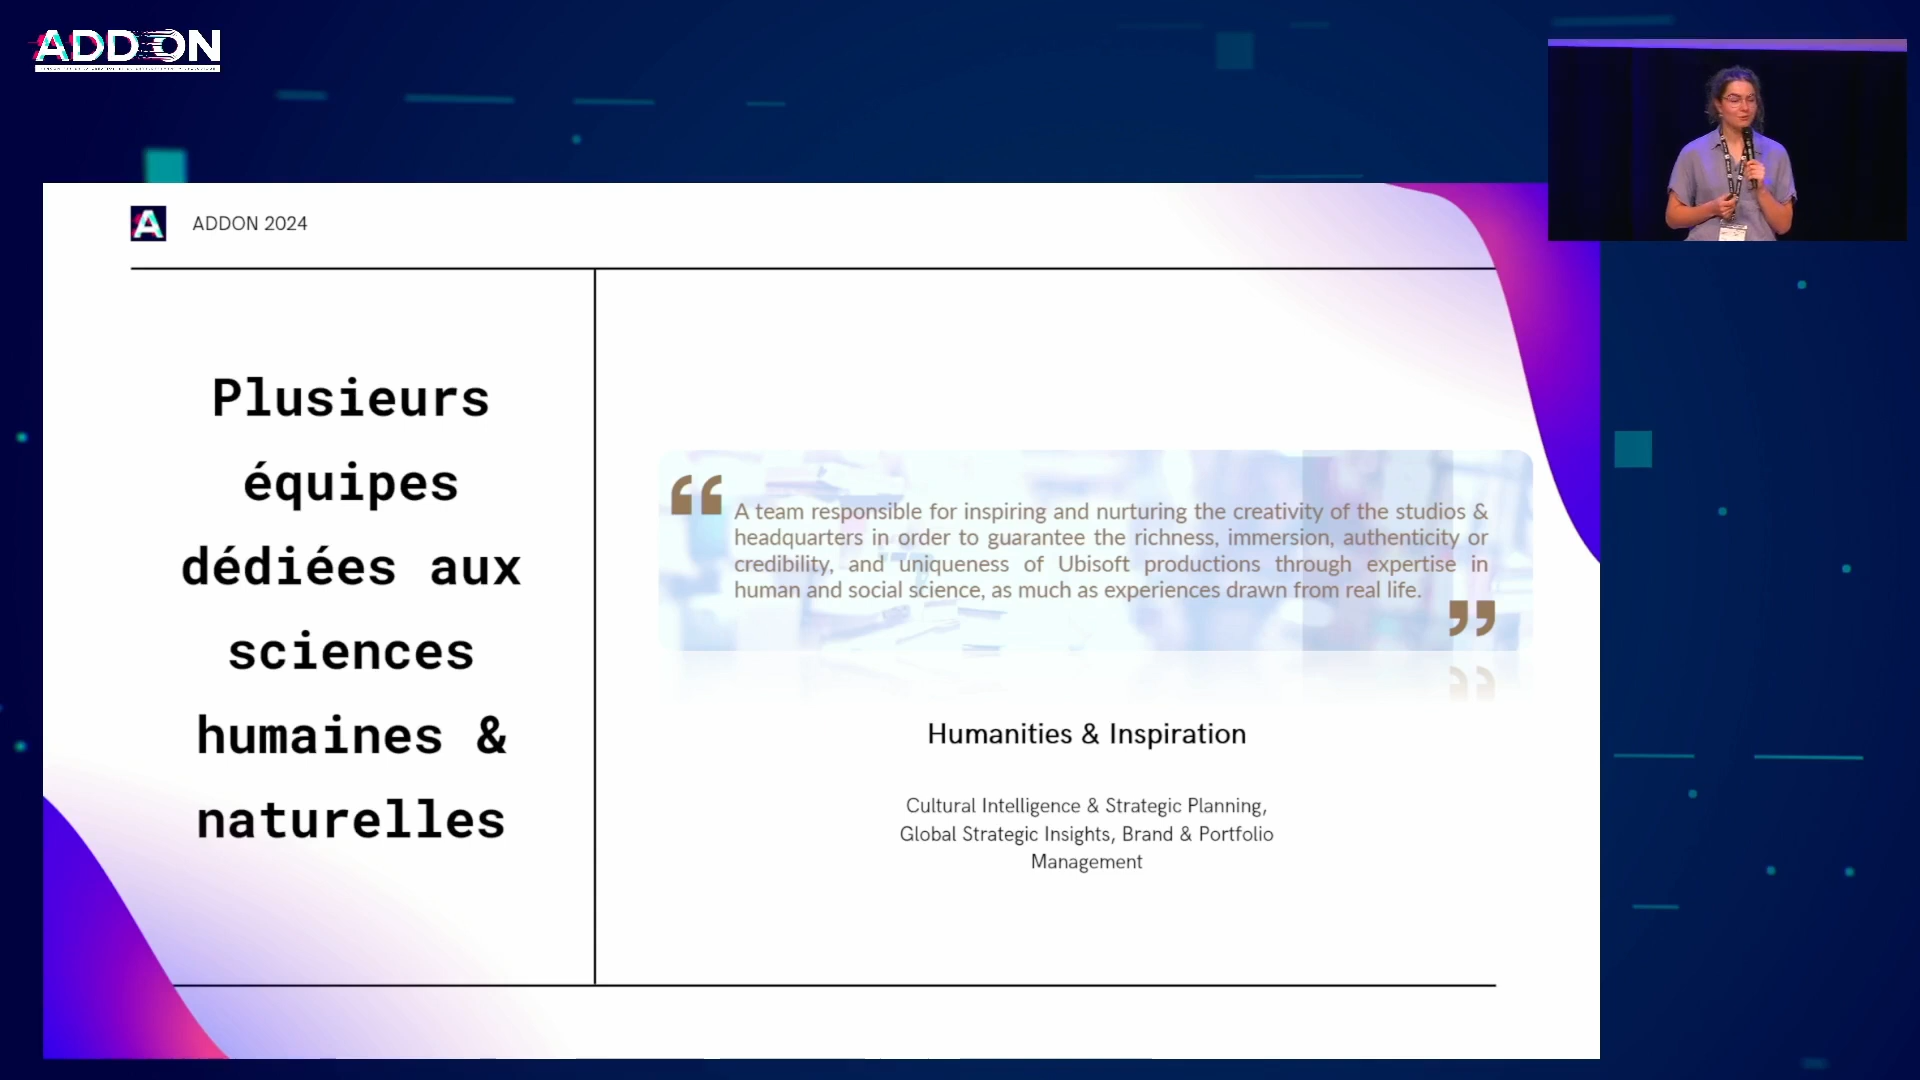 ADDON
ADDON 2024
Plusieurs
équipes
dédiées aux
sciences
humaines &
naturelles
“
A team responsible for inspiring and nurturing the creativity of the studios &
headquarters in order to guarantee the richness, immersion, authenticity or
credibility, and uniqueness of Ubisoft productions through expertise in
human and social science, as much as experiences drawn from real life.
”
Humanities & Inspiration
Cultural Intelligence & Strategic Planning,
Global Strategic Insights, Brand & Portfolio
Management